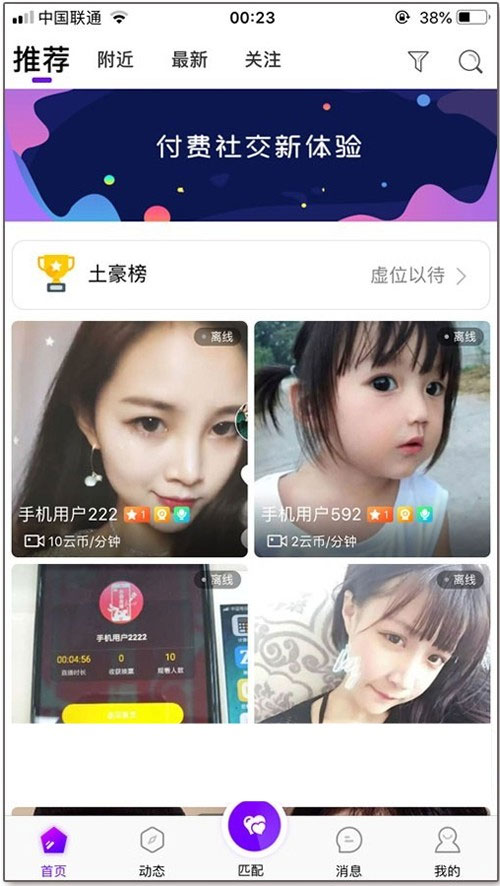 中国联通 00:23 38%
推荐 附近 最新 关注
付费社交新体验
土豪榜 虚位以待
离线 离线
手机用户222 1 手机用户592 1
10云币/分钟 2云币/分钟
离线 离线
手机用户2222
00:04:56 0 10
直播时长 收获映票 观看人数
首页 动态 匹配 消息 我的